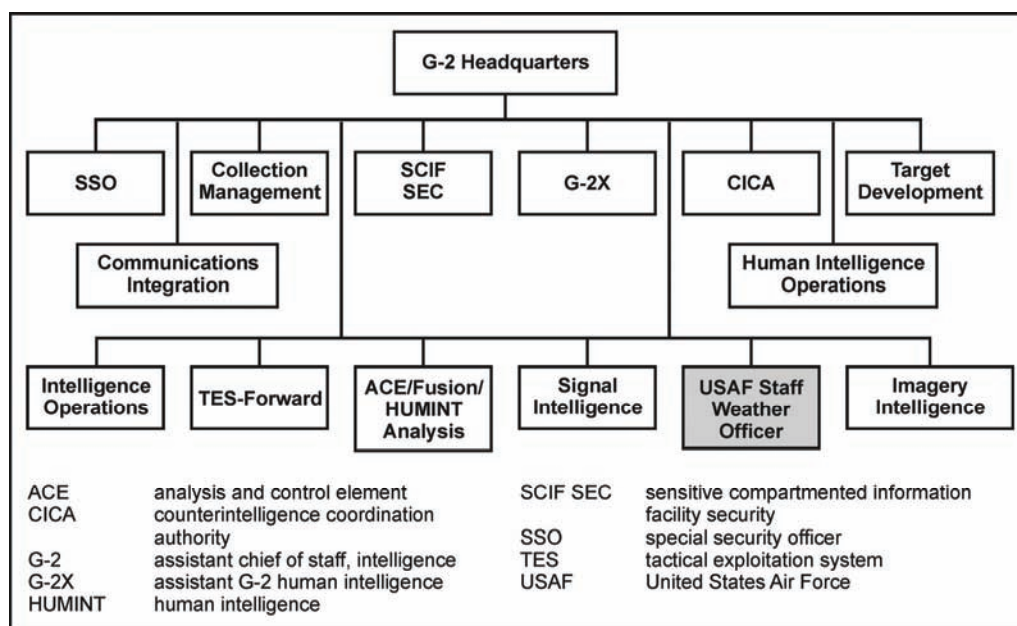 G-2 Headquarters
SSO
Collection
Management
SCIF
SEC
G-2X
CICA
Target
Development
Communications
Integration
Human Intelligence
Operations
Intelligence
Operations
TES-Forward
ACE/Fusion/
HUMINT
Analysis
Signal
Intelligence
USAF Staff
Weather
Officer
Imagery
Intelligence
ACE analysis and control element
CICA counterintelligence coordination
authority
G-2 assistant chief of staff, intelligence
G-2X assistant G-2 human intelligence
HUMINT human intelligence
SCIF SEC sensitive compartmented information
facility security
SSO special security officer
TES tactical exploitation system
USAF United States Air Force